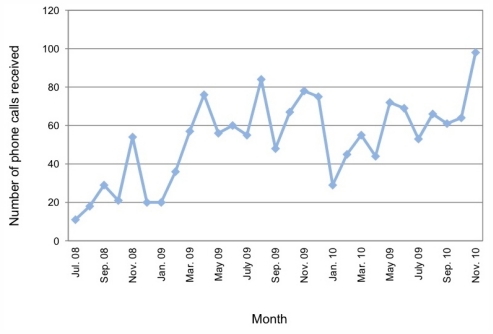 Number of phone calls received
120
100
80
60
40
20
0
Jul. 08
Sep. 08
Nov. 08
Jan. 09
Mar. 09
May 09
Jul. 09
Sep. 09
Nov. 09
Jan. 10
Mar. 10
May 09
Jul. 09
Sep. 10
Nov. 10
Month